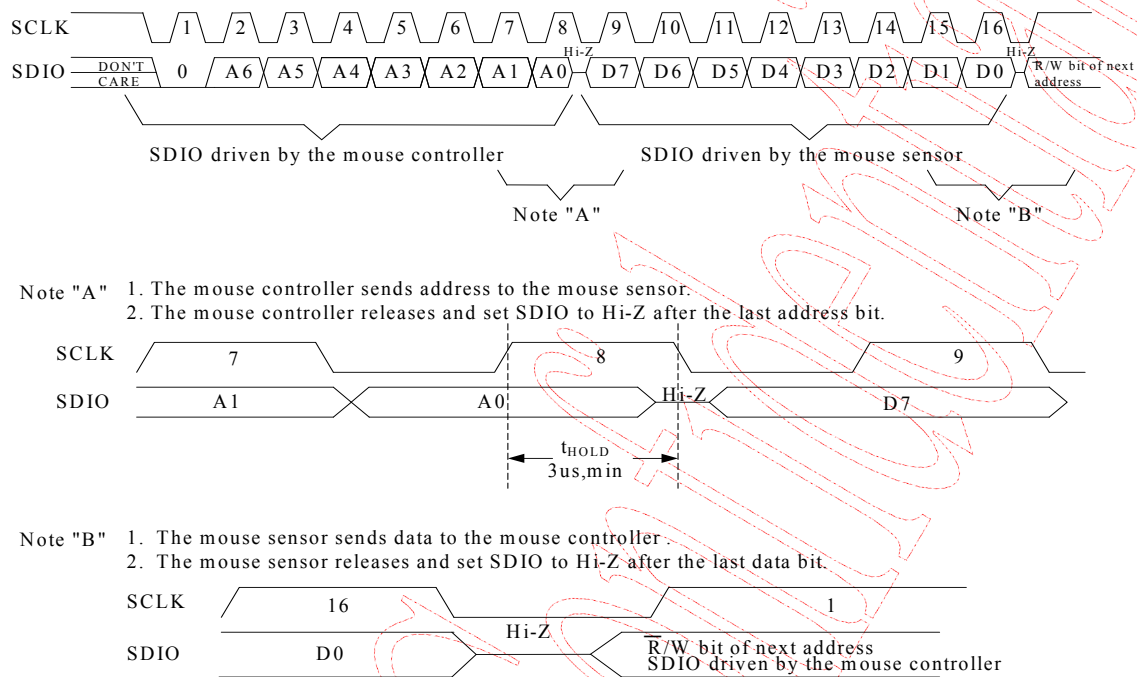 SCLK 1 2 3 4 5 6 7 8 9 10 11 12 13 14 15 16
Hi-Z Hi-Z
SDIO DON'T CARE 0 A6 A5 A4 A3 A2 A1 A0 D7 D6 D5 D4 D3 D2 D1 D0 R̅/W bit of next address
SDIO driven by the mouse controller SDIO driven by the mouse sensor
Note "A" Note "B"
Note "A" 1. The mouse controller sends address to the mouse sensor.
2. The mouse controller releases and set SDIO to Hi-Z after the last address bit.
SCLK 7 8 9
SDIO A1 A0 Hi-Z D7
tHOLD
3us,min
Note "B" 1. The mouse sensor sends data to the mouse controller .
2. The mouse sensor releases and set SDIO to Hi-Z after the last data bit.
SCLK 16 1
Hi-Z
SDIO D0 R̅/W bit of next address
SDIO driven by the mouse controller